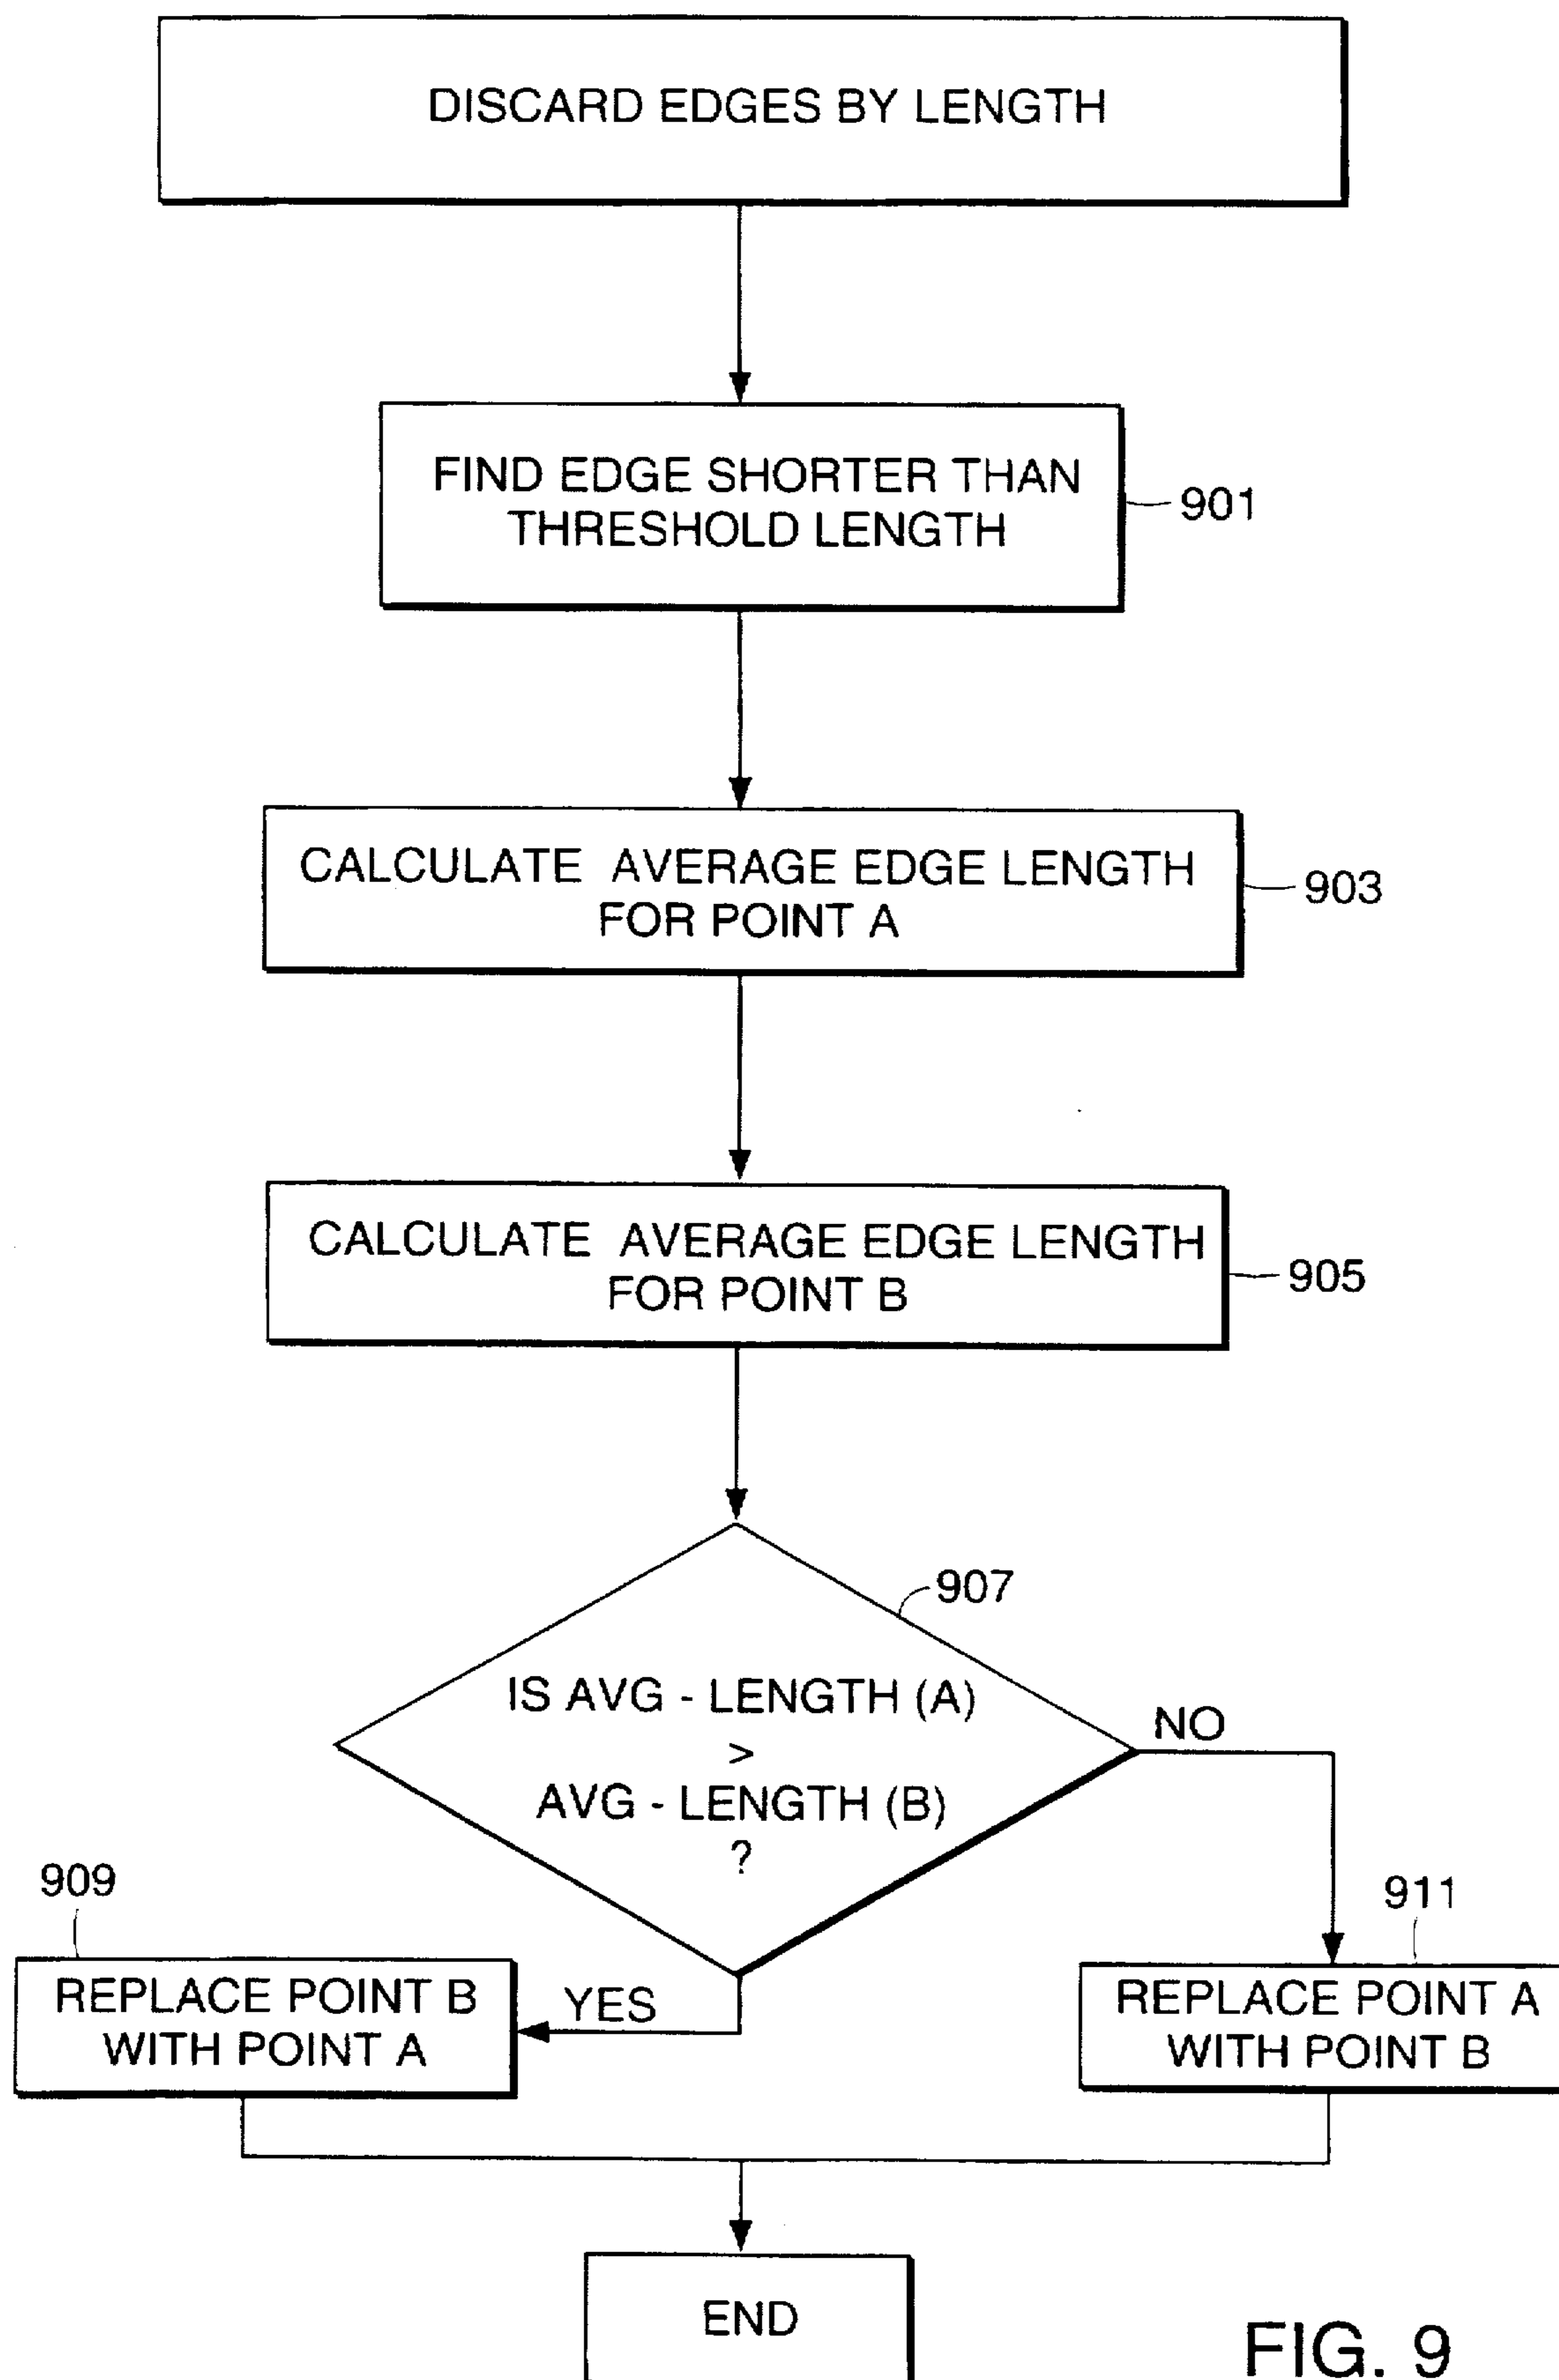 DISCARD EDGES BY LENGTH
FIND EDGE SHORTER THAN
THRESHOLD LENGTH
901
CALCULATE AVERAGE EDGE LENGTH
FOR POINT A
903
CALCULATE AVERAGE EDGE LENGTH
FOR POINT B
905
907
IS AVG - LENGTH (A)
>
AVG - LENGTH (B)
?
NO
YES
909
REPLACE POINT B
WITH POINT A
911
REPLACE POINT A
WITH POINT B
END
FIG. 9